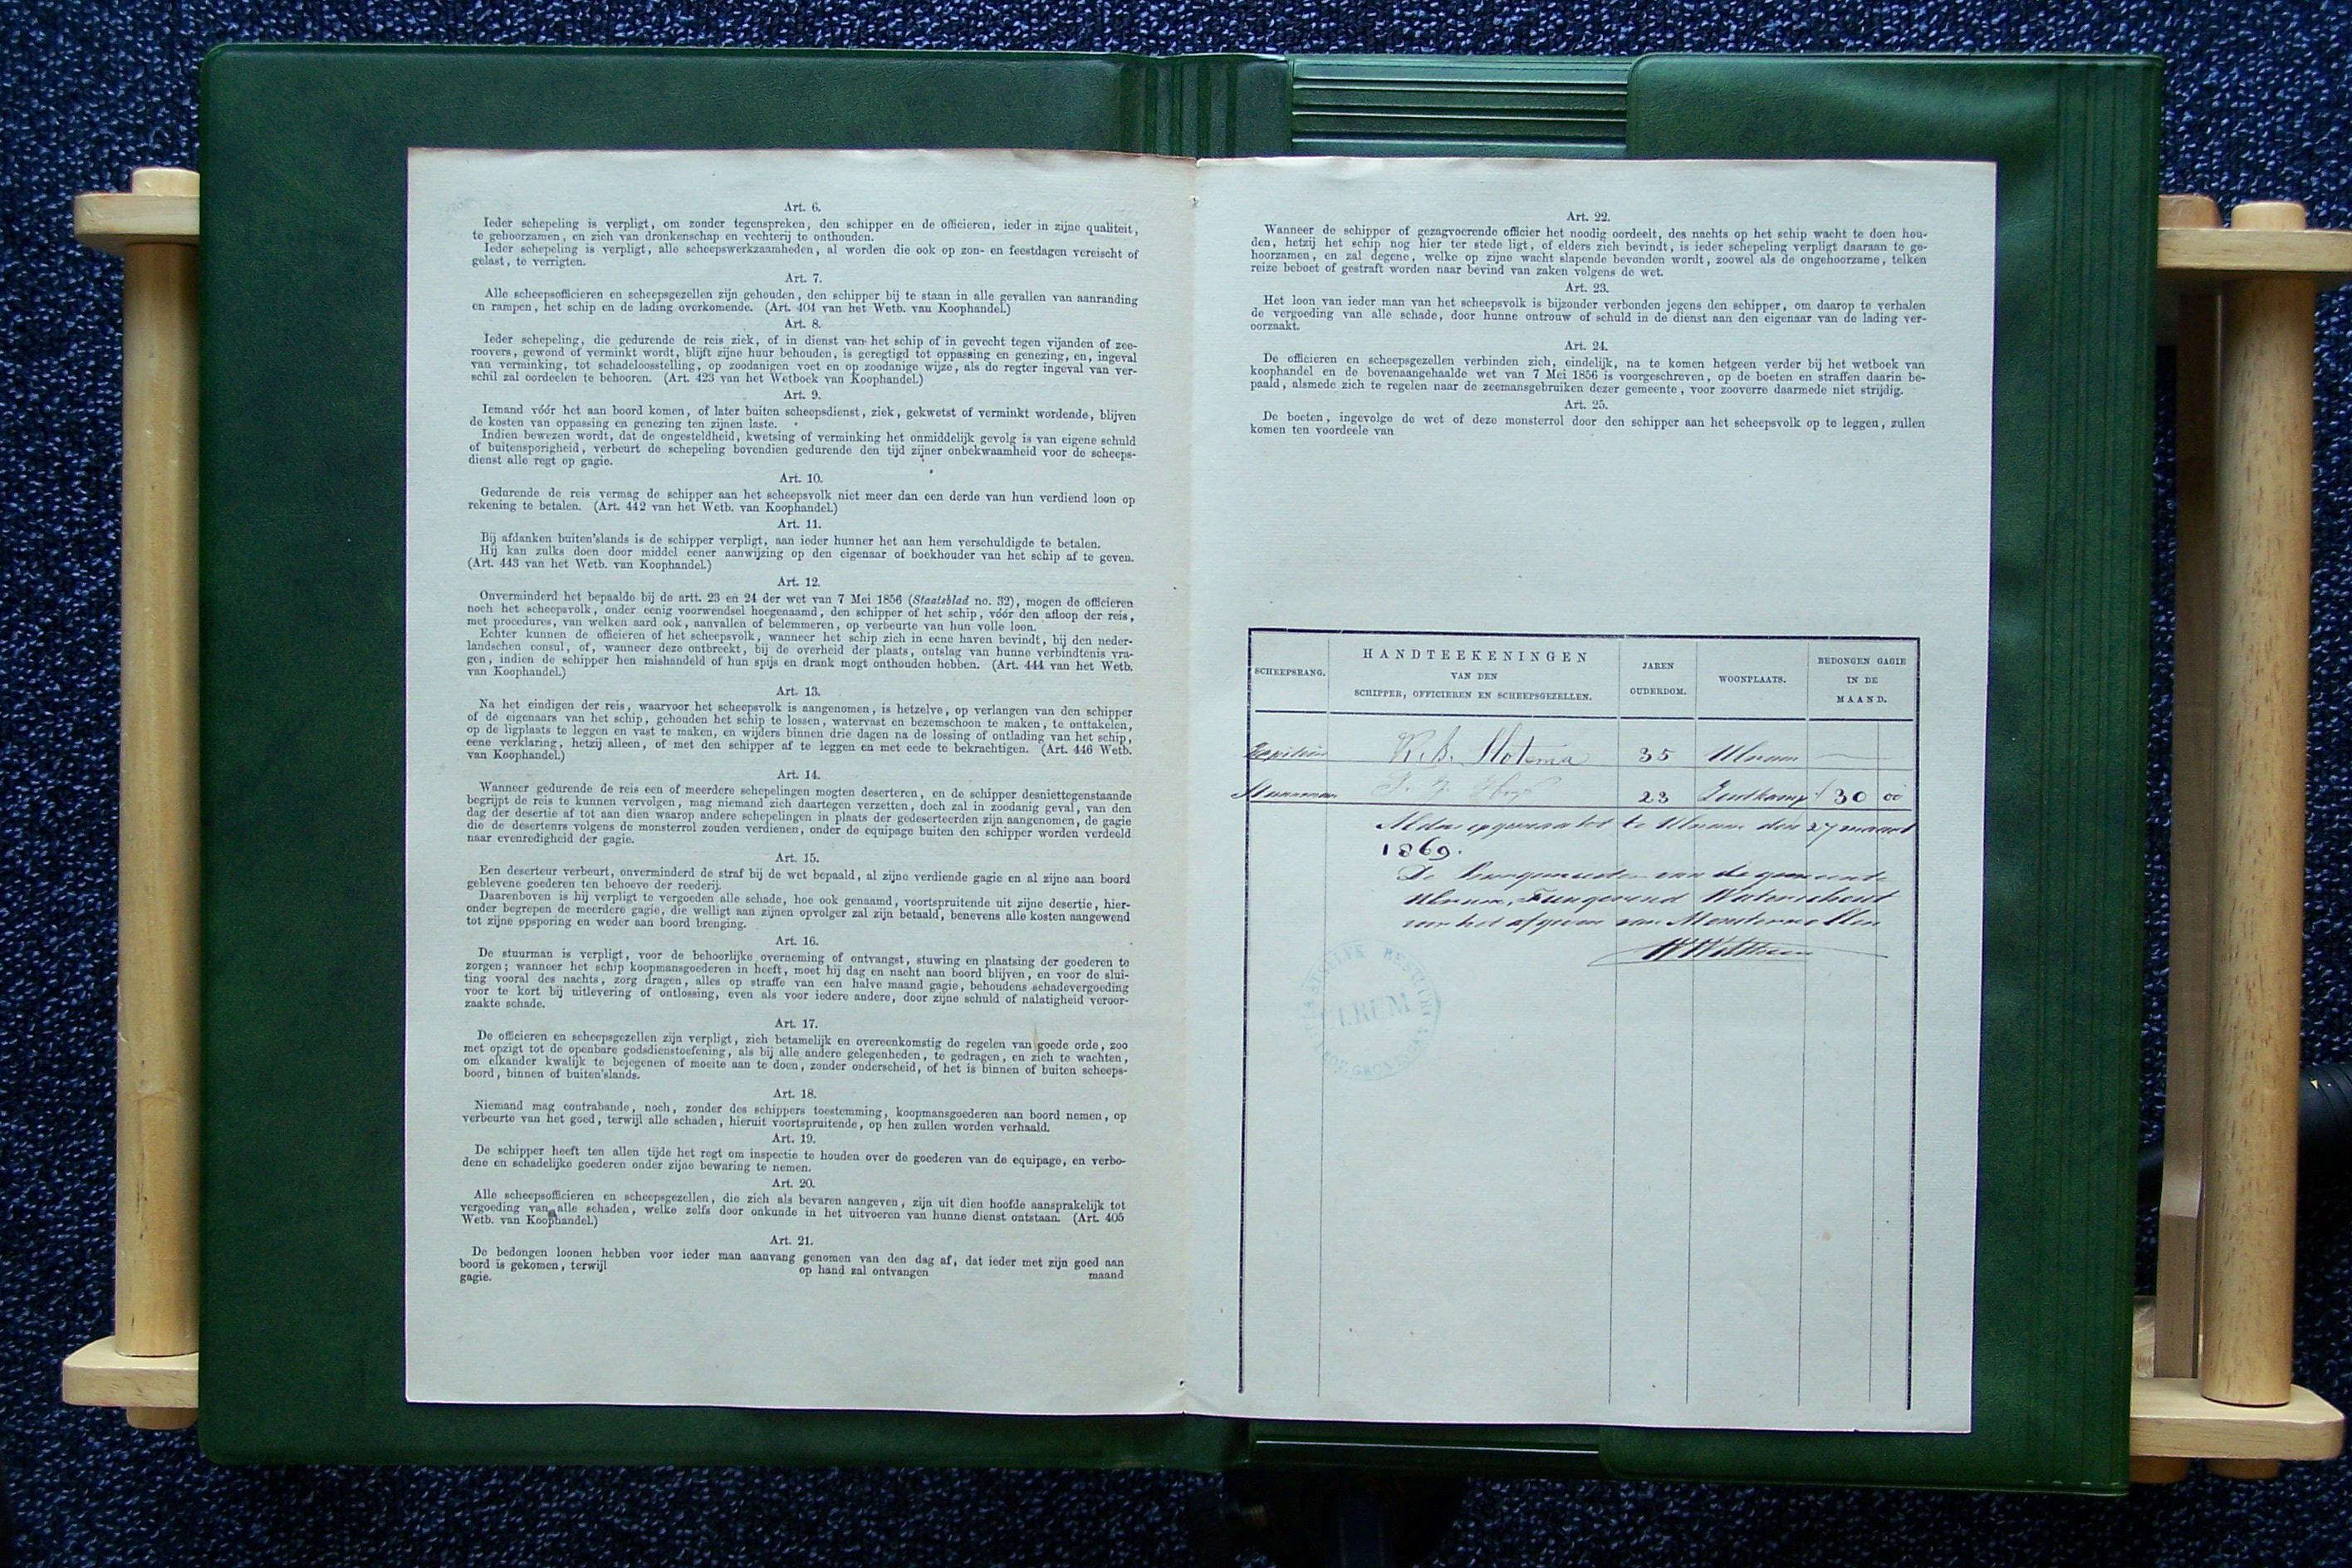 Art. 6.
Ieder schepeling is verpligt, om zonder tegenspreken, den schipper en de officieren, ieder in zijne qualiteit,
te gehoorzamen, en zich van dronkenschap en vechterij te onthouden.
Ieder schepeling is verpligt, alle scheepswerkzaamheden, al worden die ook op zon- en feestdagen vereischt of
gelast, te verrigten.
Art. 7.
Alle scheepsofficieren en scheepsgezellen zijn gehouden, den schipper bij te staan in alle gevallen van aanranding
en rampen, het schip en de lading overkomende. (Art. 404 van het Wetb. van Koophandel.)
Art. 8.
Ieder schepeling, die gedurende de reis ziek, of in dienst van het schip of in gevecht tegen vijanden of zee-
roovers, gewond of verminkt wordt, blijft zijne huur behouden, is geregtigd tot oppassing en genezing, en, ingeval
van verminking, tot schadeloosstelling, op zoodanigen voet en op zoodanige wijze, als de regter ingeval van ver-
schil zal oordeelen te behooren. (Art. 423 van het Wetboek van Koophandel.)
Art. 9.
Iemand vóór het aan boord komen, of later buiten scheepsdienst, ziek, gekwetst of verminkt wordende, blijven
de kosten van oppassing en genezing ten zijnen laste.
Indien bewezen wordt, dat de ongesteldheid, kwetsing of verminking het onmiddelijk gevolg is van eigene schuld
of buitensporigheid, verbeurt de schepeling bovendien gedurende den tijd zijner onbekwaamheid voor de scheeps-
dienst alle regt op gagie.
Art. 10.
Gedurende de reis vermag de schipper aan het scheepsvolk niet meer dan een derde van hun verdiend loon op
rekening te betalen. (Art. 442 van het Wetb. van Koophandel.)
Art. 11.
Bij afdanken buiten'slands is de schipper verpligt, aan ieder hunner het aan hem verschuldigde te betalen.
Hij kan zulks doen door middel eener aanwijzing op den eigenaar of boekhouder van het schip af te geven.
(Art. 443 van het Wetb. van Koophandel.)
Art. 12.
Onverminderd het bepaalde bij de artt. 23 en 24 der wet van 7 Mei 1856 (Staatsblad no. 32), mogen de officieren
noch het scheepsvolk, onder eenig voorwendsel hoegenaamd, den schipper of het schip, vóór den afloop der reis,
met procedures, van welken aard ook, aanvallen of belemmeren, op verbeurte van hun volle loon.
Echter kunnen de officieren of het scheepsvolk, wanneer het schip zich in eene haven bevindt, bij den neder-
landschen consul, of, wanneer deze ontbreekt, bij de overheid der plaats, ontslag van hunne verbindtenis vra-
gen, indien de schipper hen mishandeld of hun spijs en drank mogt onthouden hebben. (Art. 444 van het Wetb.
van Koophandel.)
Art. 13.
Na het eindigen der reis, waarvoor het scheepsvolk is aangenomen, is hetzelve, op verlangen van den schipper
of de eigenaars van het schip, gehouden het schip te lossen, watervast en bezemschoon te maken, te onttakelen,
op de ligplaats te leggen en vast te maken, en wijders binnen drie dagen na de lossing of ontlading van het schip,
eene verklaring, hetzij alleen, of met den schipper af te leggen en met eede te bekrachtigen. (Art. 446 Wetb.
van Koophandel.)
Art. 14.
Wanneer gedurende de reis een of meerdere schepelingen mogten deserteren, en de schipper desniettegenstaande
begrijpt de reis te kunnen vervolgen, mag niemand zich daartegen verzetten, doch zal in zoodanig geval, van den
dag der desertie af tot aan dien waarop andere schepelingen in plaats der gedeserteerden zijn aangenomen, de gagie
die de deserteurs volgens de monsterrol zouden verdienen, onder de equipage buiten den schipper worden verdeeld
naar evenredigheid der gagie.
Art. 15.
Een deserteur verbeurt, onverminderd de straf bij de wet bepaald, al zijne verdiende gagie en al zijne aan boord
geblevene goederen ten behoeve der reederij.
Daarenboven is hij verpligt te vergoeden alle schade, hoe ook genaamd, voortspruitende uit zijne desertie, hier-
onder begrepen de meerdere gagie, die welligt aan zijnen opvolger zal zijn betaald, benevens alle kosten aangewend
tot zijne opsporing en weder aan boord brenging.
Art. 16.
De stuurman is verpligt, voor de behoorlijke overneming of ontvangst, stuwing en plaatsing der goederen te
zorgen; wanneer het schip koopmansgoederen in heeft, moet hij dag en nacht aan boord blijven, en voor de slui-
ting vooral des nachts, zorg dragen, alles op straffe van een halve maand gagie, behoudens schadevergoeding
voor te kort bij uitlevering of ontlossing, even als voor iedere andere, door zijne schuld of nalatigheid veroor-
zaakte schade.
Art. 17.
De officieren en scheepsgezellen zijn verpligt, zich betamelijk en overeenkomstig de regelen van goede orde, zoo
met opzigt tot de openbare godsdienstoefening, als bij alle andere gelegenheden, te gedragen, en zich te wachten,
om elkander kwalijk te bejegenen of moeite aan te doen, zonder onderscheid, of het is binnen of buiten scheeps-
boord, binnen of buiten'slands.
Art. 18.
Niemand mag contrabande, noch, zonder des schippers toestemming, koopmansgoederen aan boord nemen, op
verbeurte van het goed, terwijl alle schaden, hieruit voortspruitende, op hen zullen worden verhaald.
Art. 19.
De schipper heeft ten allen tijde het regt om inspectie te houden over de goederen van de equipage, en verbo-
dene en schadelijke goederen onder zijne bewaring te nemen.
Art. 20.
Alle scheepsofficieren en scheepsgezellen, die zich als bevaren aangeven, zijn uit dien hoofde aansprakelijk tot
vergoeding van alle schaden, welke zelfs door onkunde in het uitvoeren van hunne dienst ontstaan. (Art. 405
Wetb. van Koophandel.)
Art. 21.
De bedongen loonen hebben voor ieder man aanvang genomen van den dag af, dat ieder met zijn goed aan
boord is gekomen, terwijl op hand zal ontvangen maand
gagie.
Art. 22.
Wanneer de schipper of gezagvoerende officier het noodig oordeelt, des nachts op het schip wacht te doen hou-
den, hetzij het schip nog hier ter stede ligt, of elders zich bevindt, is ieder schepeling verpligt daaraan te ge-
hoorzamen, en zal degene, welke op zijne wacht slapende bevonden wordt, zoowel als de ongehoorzame, telken
reize beboet of gestraft worden naar bevind van zaken volgens de wet.
Art. 23.
Het loon van ieder man van het scheepsvolk is bijzonder verbonden jegens den schipper, om daarop te verhalen
de vergoeding van alle schade, door hunne ontrouw of schuld in de dienst aan den eigenaar van de lading ver-
oorzaakt.
Art. 24.
De officieren en scheepsgezellen verbinden zich, eindelijk, na te komen hetgeen verder bij het wetboek van
koophandel en de bovenaangehaalde wet van 7 Mei 1856 is voorgeschreven, op de boeten en straffen daarin be-
paald, alsmede zich te regelen naar de zeemansgebruiken dezer gemeente, voor zooverre daarmede niet strijdig.
Art. 25.
De boeten, ingevolge de wet of deze monsterrol door den schipper aan het scheepsvolk op te leggen, zullen
komen ten voordeele van
SCHEEPSRANG. HANDTEEKENINGEN VAN DEN SCHIPPER, OFFICIEREN EN SCHEEPSGEZELLEN. JAREN OUDERDOM. WOONPLAATS. BEDONGEN GAGIE IN DE MAAND.
Kapitein R. B. Slotema 35 Ulrum
Stuurman 23 Zoutkamp f 30 00
Aldus opgemaakt te Ulrum den 27 maart
1869.
De burgemeester van de gemeente
Ulrum, Fungerend Waterschout
voor het afgeven van Monsterrollen
BESTUUR
ULRUM